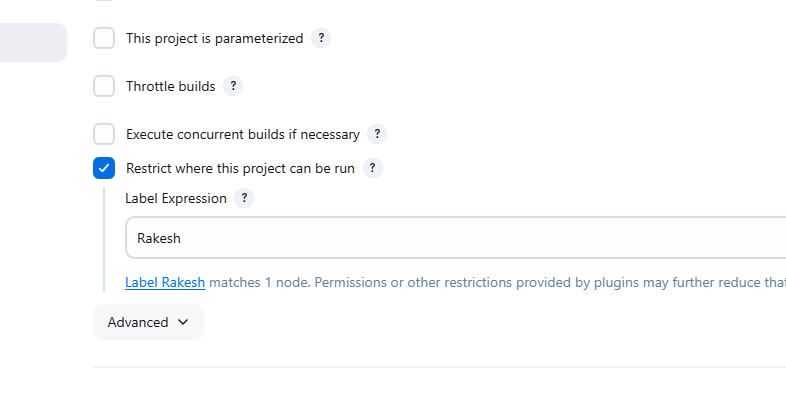 This project is parameterized ?
Throttle builds ?
Execute concurrent builds if necessary ?
Restrict where this project can be run ?
Label Expression ?
Rakesh
Label Rakesh matches 1 node. Permissions or other restrictions provided by plugins may further reduce that
Advanced